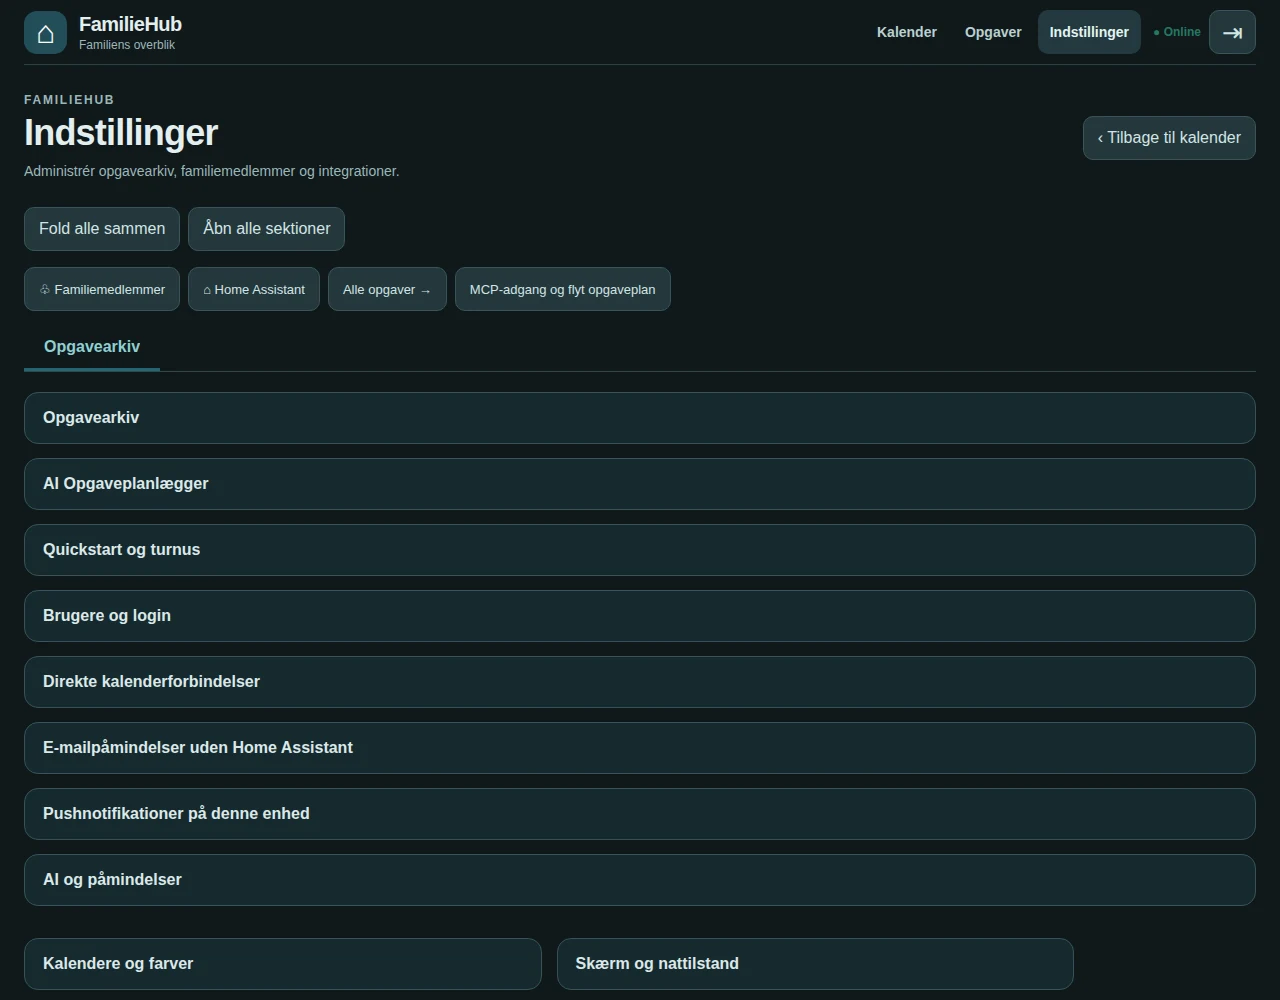 FamilieHub
Familiens overblik
Kalender Opgaver Indstillinger ● Online ⇥
FAMILIEHUB
Indstillinger
‹ Tilbage til kalender
Administrér opgavearkiv, familiemedlemmer og integrationer.
Fold alle sammen Åbn alle sektioner
♧ Familiemedlemmer ⌂ Home Assistant Alle opgaver → MCP-adgang og flyt opgaveplan
Opgavearkiv
Opgavearkiv
AI Opgaveplanlægger
Quickstart og turnus
Brugere og login
Direkte kalenderforbindelser
E-mailpåmindelser uden Home Assistant
Pushnotifikationer på denne enhed
AI og påmindelser
Kalendere og farver Skærm og nattilstand